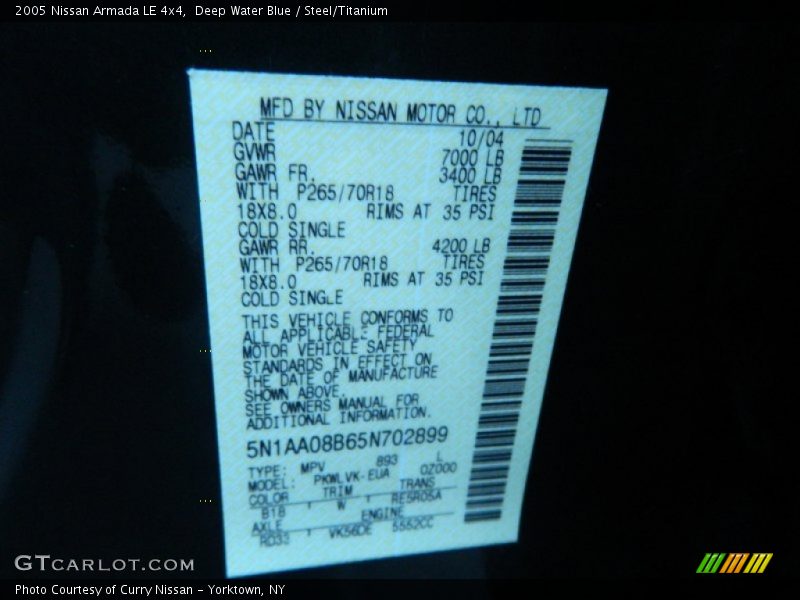 2005 Nissan Armada LE 4x4,  Deep Water Blue / Steel/Titanium
MFD BY NISSAN MOTOR CO., LTD
DATE 10/04
GVWR 7000 LB
GAWR FR. 3400 LB
WITH P265/70R18 TIRES
18X8.0 RIMS AT 35 PSI
COLD SINGLE
GAWR RR. 4200 LB
WITH P265/70R18 TIRES
18X8.0 RIMS AT 35 PSI
COLD SINGLE
THIS VEHICLE CONFORMS TO
ALL APPLICABLE FEDERAL
MOTOR VEHICLE SAFETY
STANDARDS IN EFFECT ON
THE DATE OF MANUFACTURE
SHOWN ABOVE.
SEE OWNERS MANUAL FOR
ADDITIONAL INFORMATION.
5N1AA08B65N702899
TYPE: MPV 893 L
MODEL: PKWLVK-EUA 0Z000
COLOR TRIM TRANS
B18 W RE5R05A
AXLE ENGINE
RD33 VK56DE 5552CC
GTCARLOT.COM
Photo Courtesy of Curry Nissan - Yorktown, NY